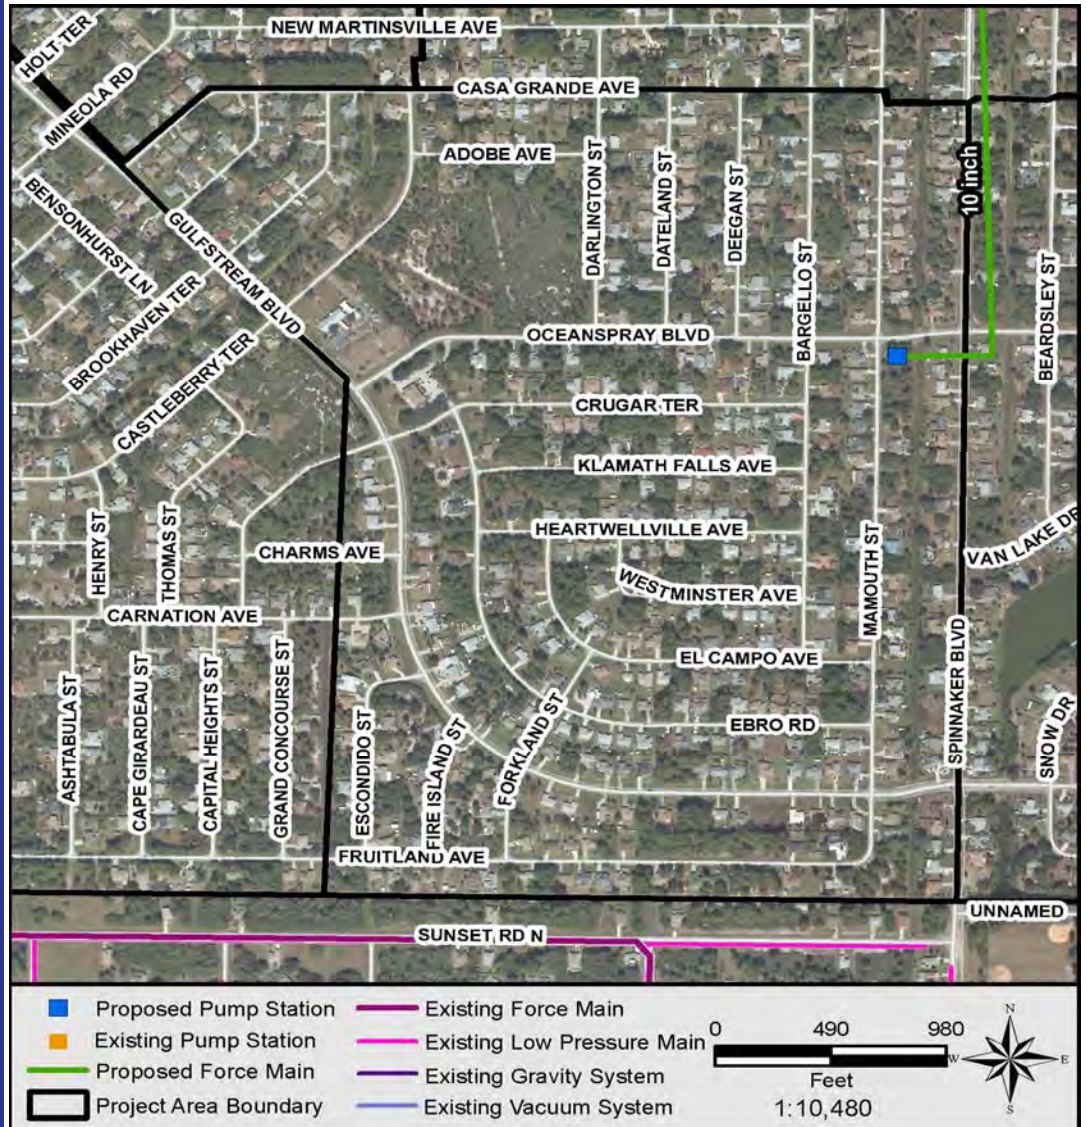 NEW MARTINSVILLE AVE
HOLT TER
MINEOLA RD
CASA GRANDE AVE
ADOBE AVE
BENSONHURST LN
GULFSTREAM BLVD
DARLINGTON ST
DATELAND ST
DEEGAN ST
BARGELLO ST
10 inch
BEARDSLEY ST
BROOKHAVEN TER
CASTLEBERRY TER
OCEANSPRAY BLVD
CRUGAR TER
KLAMATH FALLS AVE
HEARTWELLVILLE AVE
HENRY ST
THOMAS ST
CHARMS AVE
WESTMINSTER AVE
MAMOUTH ST
VAN LAKE DR
CARNATION AVE
EL CAMPO AVE
SPINNAKER BLVD
ASHTABULA ST
CAPE GIRARDEAU ST
CAPITAL HEIGHTS ST
GRAND CONCOURSE ST
ESCONDIDO ST
FIRE ISLAND ST
FORKLAND ST
EBRO RD
SNOW DR
FRUITLAND AVE
UNNAMED
SUNSET RD N
Proposed Pump Station
Existing Pump Station
Proposed Force Main
Project Area Boundary
Existing Force Main
Existing Low Pressure Main
Existing Gravity System
Existing Vacuum System
0 490 980
Feet
1:10,480
N
W
E
S